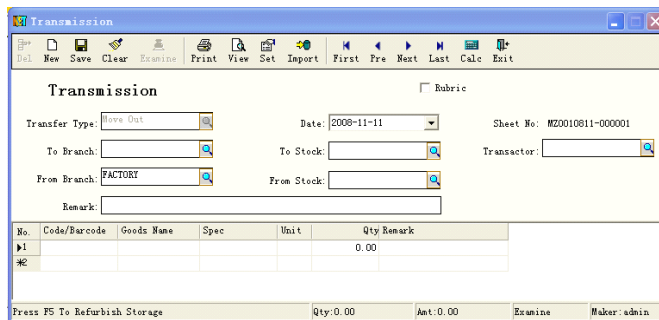 Transmission
Del New Save Clear Examine Print View Set Import First Pre Next Last Calc Exit
Transmission
Rubric
Transfer Type: Move Out Date: 2008-11-11 Sheet No: MZ0010811-000001
To Branch: To Stock: Transactor:
From Branch: FACTORY From Stock:
Remark:
No. Code/Barcode Goods Name Spec Unit Qty Remark
1 0.00
*2
Press F5 To Refurbish Storage Qty:0.00 Amt:0.00 Examine Maker:admin